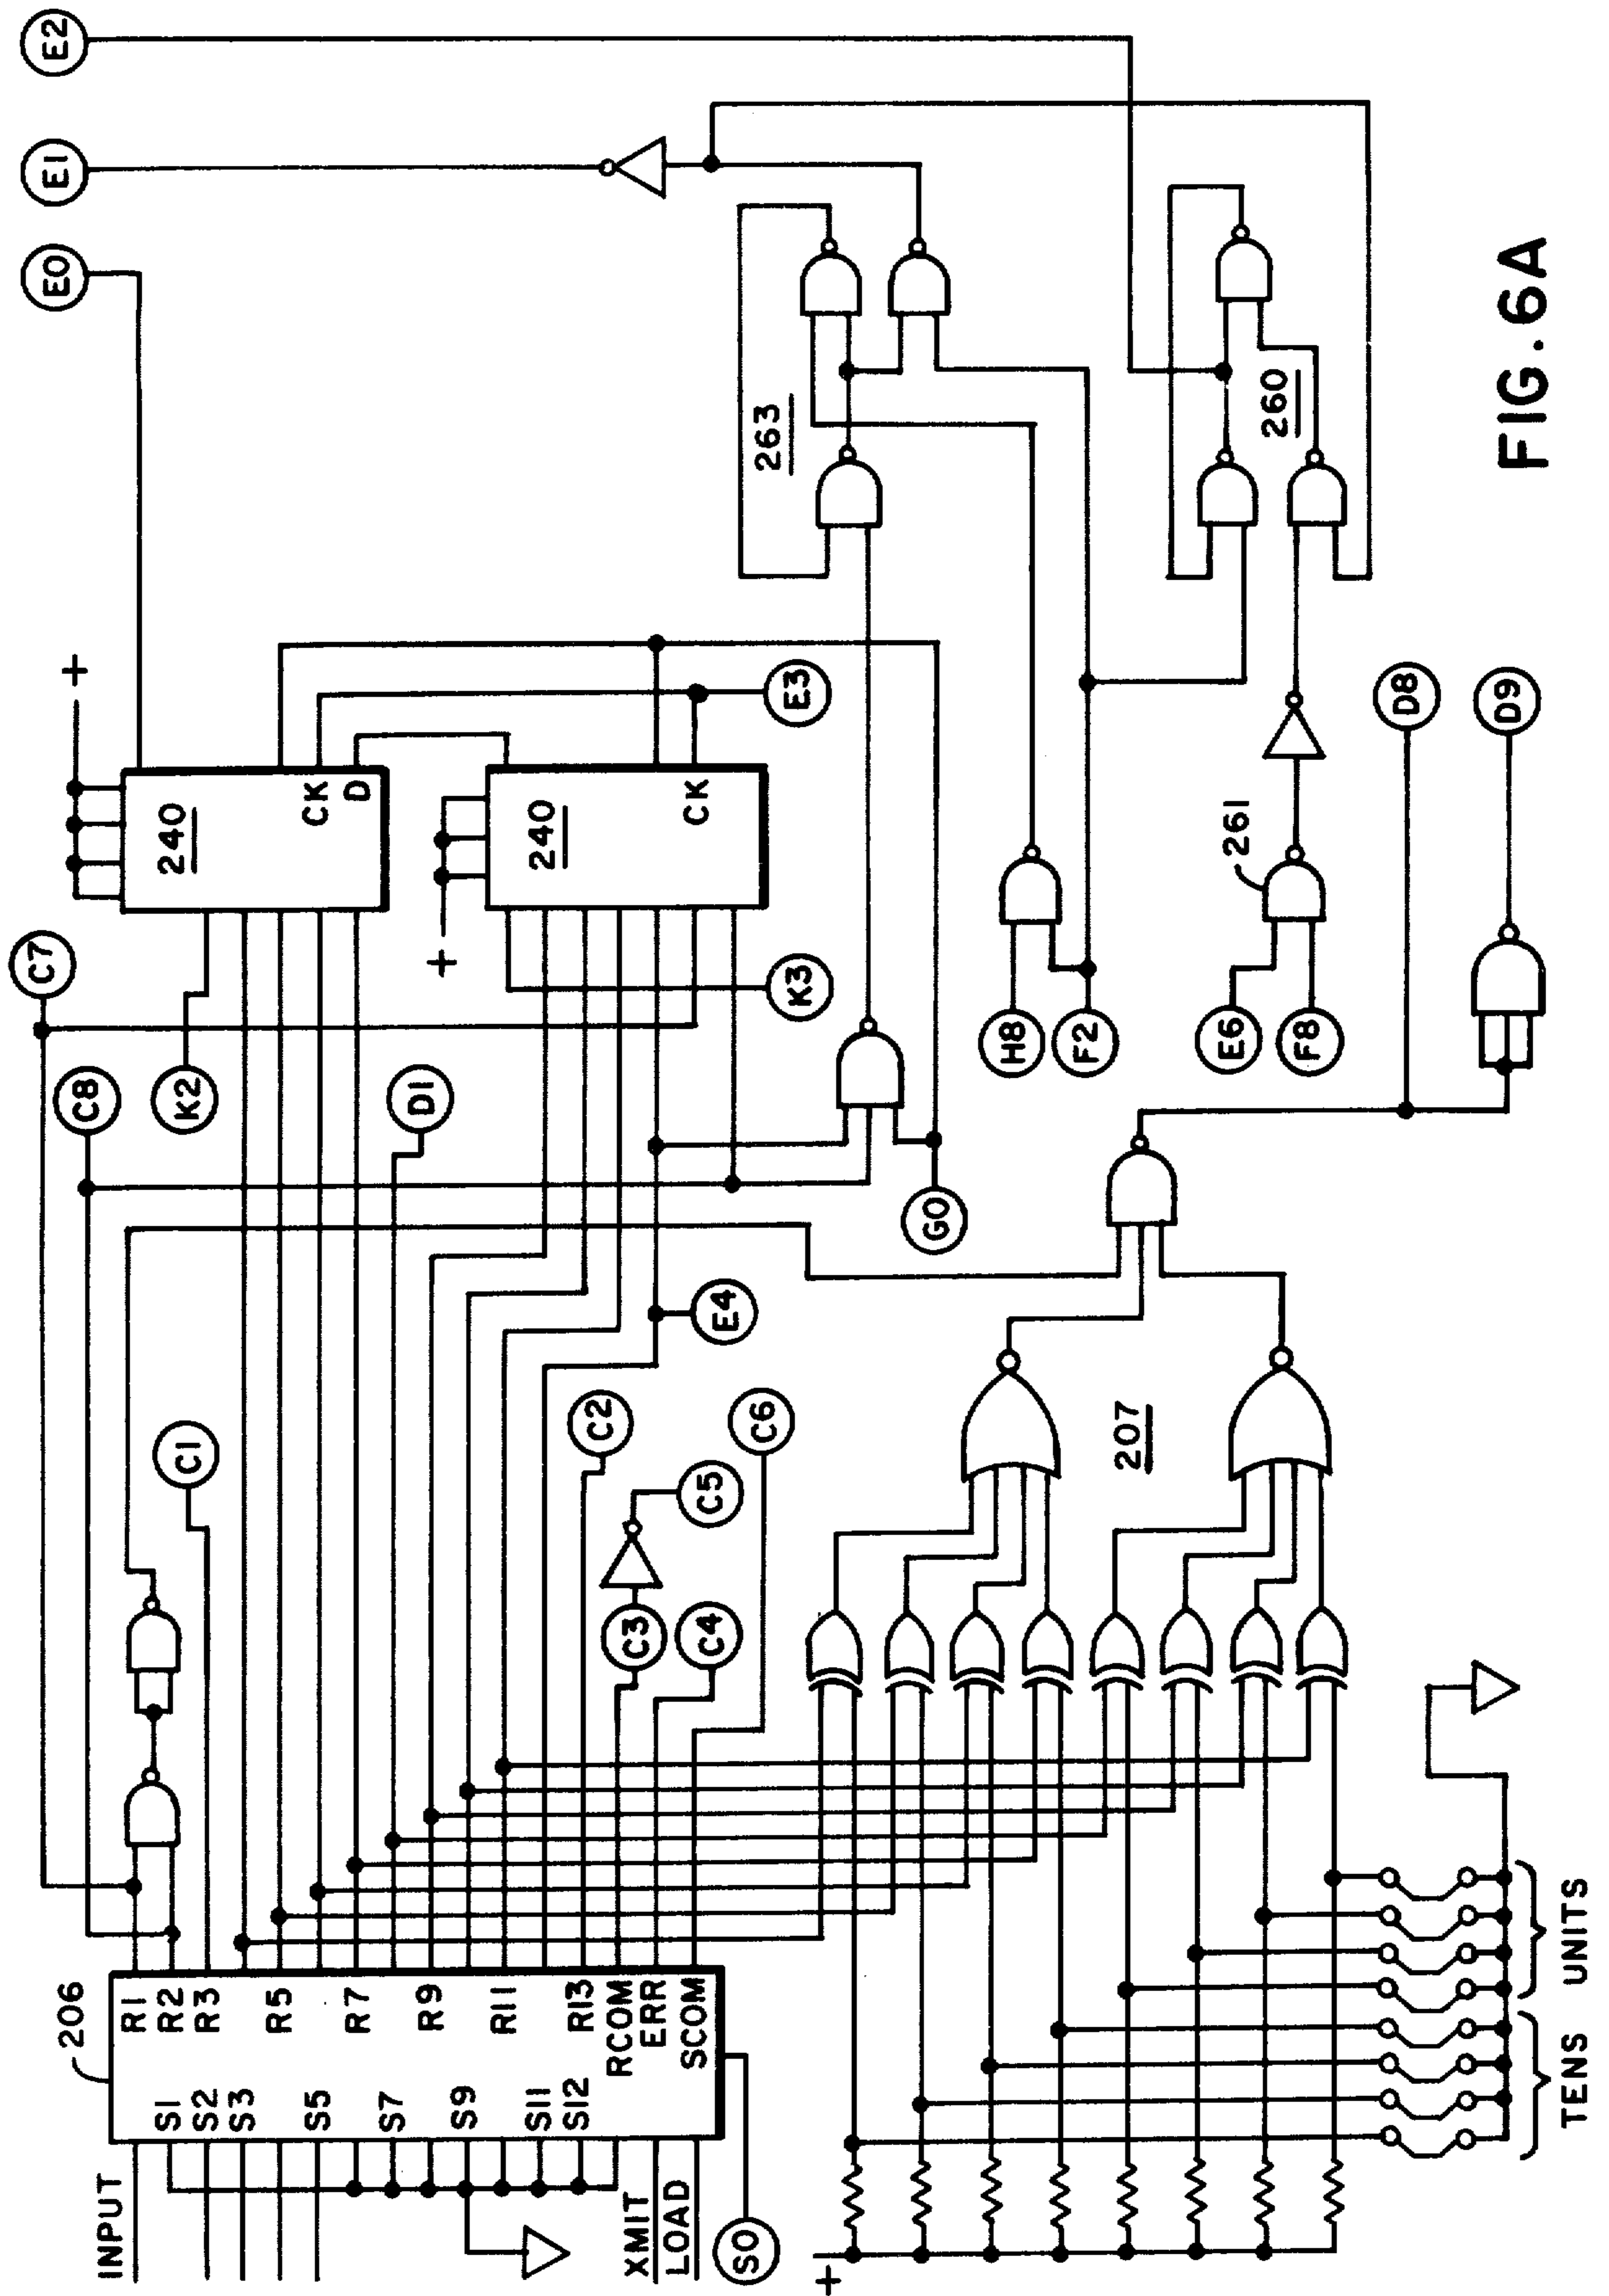 E0
E1
E2
C7
C8
K2
C1
D1
+
240
CK
D
+
240
CK
E3
K3
263
206
INPUT
S1
S2
S3
S5
S7
S9
S11
S12
XMIT
LOAD
S0
R1
R2
R3
R5
R7
R9
R11
R13
RCOM
ERR
SCOM
C2
C3
C5
C4
C6
E4
G0
H8
F2
E6
F8
261
260
207
D8
D9
+
TENS
UNITS
FIG. 6A